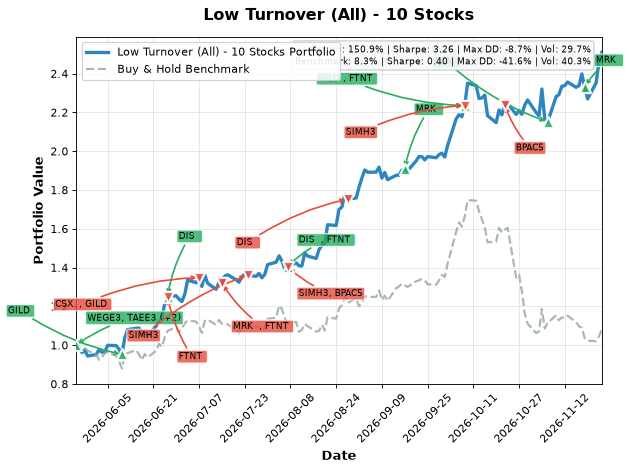 Low Turnover (All) - 10 Stocks
Low Turnover (All) - 10 Stocks Portfolio
Buy & Hold Benchmark
: 150.9% | Sharpe: 3.26 | Max DD: -8.7% | Vol: 29.7%
Benchmark: 8.3% | Sharpe: 0.40 | Max DD: -41.6% | Vol: 40.3%
MRK
, FTNT
MRK
SIMH3
BPAC5
DIS
DIS
DIS , FTNT
SIMH3, BPAC5
CSX , GILD
GILD
WEGE3, TAEE3 (+2)
SIMH3
MRK , FTNT
FTNT
Portfolio Value
2.4
2.2
2.0
1.8
1.6
1.4
1.2
1.0
0.8
2026-06-05
2026-06-21
2026-07-07
2026-07-23
2026-08-08
2026-08-24
2026-09-09
2026-09-25
2026-10-11
2026-10-27
2026-11-12
Date